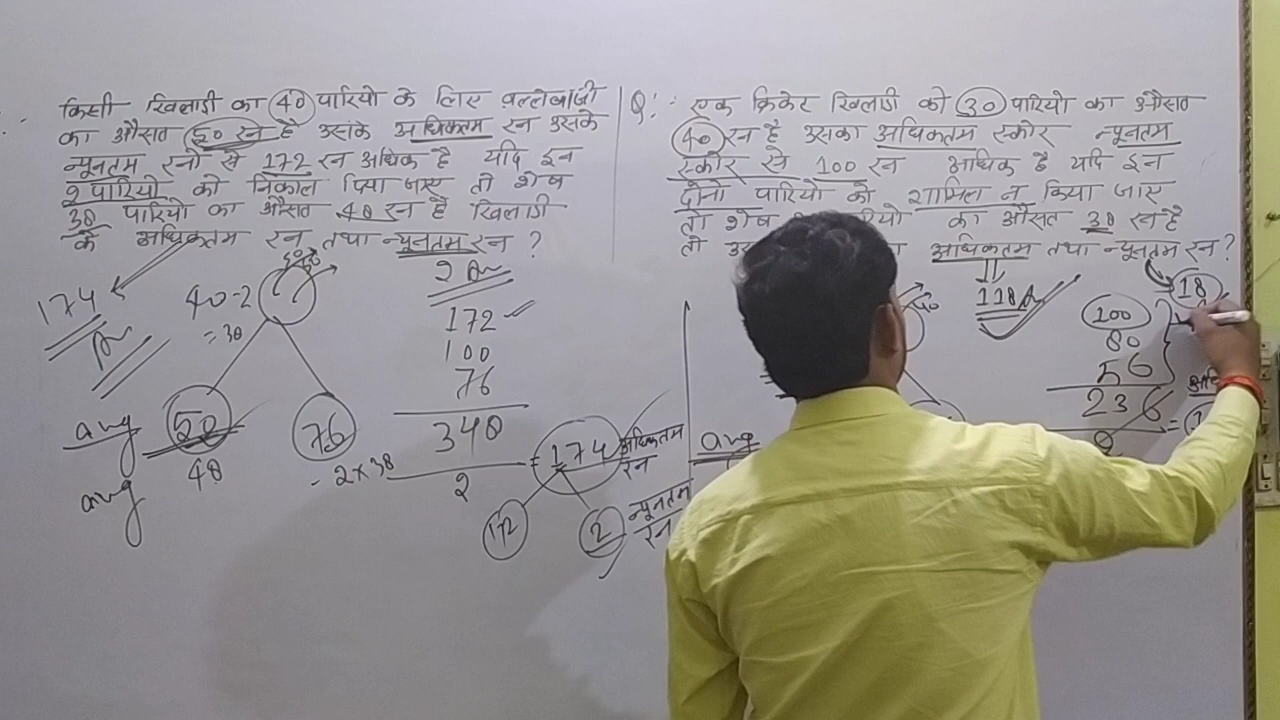 किसी खिलाडी का 40 पारियो के लिए बल्लेबाजी
का औसत 50 रन है उसके अधिकतम रन उसके
न्यूनतम रनो से 172 रन अधिक है यदि इन
2 पारियो को निकाल दिया जाए तो शेष
38 पारियो का औसत 48 रन है खिलाडी
के अधिकतम रन तथा न्यूनतम रन ?
174
40-2
=38
2
172
100
76
348
2
=174
अधिकतम
रन
172
2
न्यूनतम
रन
avg
50
48
76
-2×38
avg
Q:- एक क्रिकेट खिलाडी को 30 पारियो का औसत
40 रन है उसका अधिकतम स्कोर न्यूनतम
स्कोर से 100 रन अधिक है यदि इन
दोनो पारियो को शामिल न किया जाए
तो शेष का औसत 38 रन है
तो अधिकतम तथा न्यूनतम रन ?
118
18
100
80
56
236
2
avg